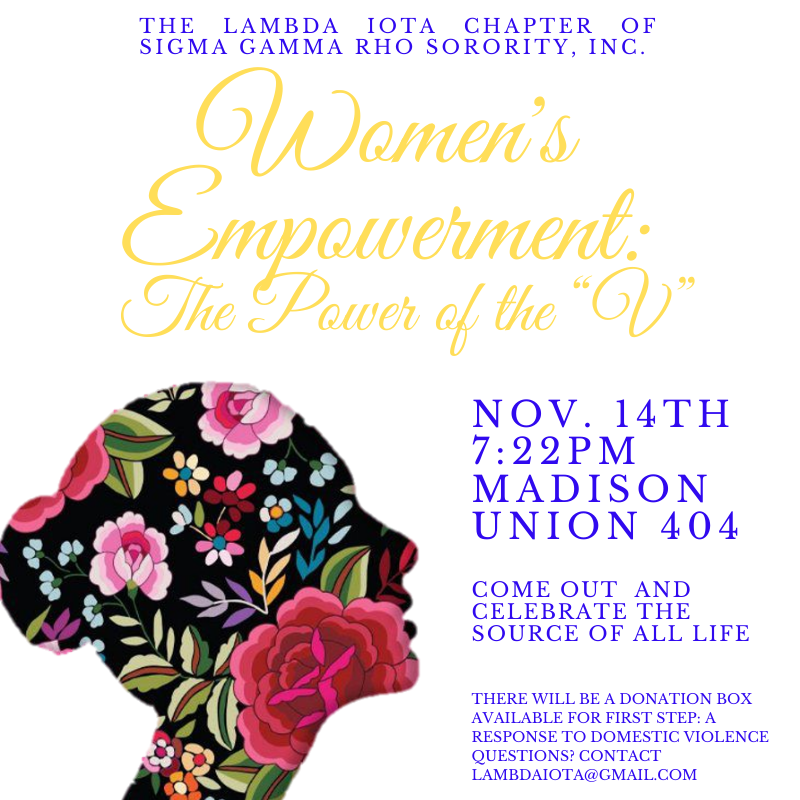 THE LAMBDA IOTA CHAPTER OF
SIGMA GAMMA RHO SORORITY, INC.
Women's
Empowerment:
The Power of the “V”
NOV. 14TH
7:22PM
MADISON
UNION 404
COME OUT AND
CELEBRATE THE
SOURCE OF ALL LIFE
THERE WILL BE A DONATION BOX
AVAILABLE FOR FIRST STEP: A
RESPONSE TO DOMESTIC VIOLENCE
QUESTIONS? CONTACT
LAMBDAIOTA@GMAIL.COM